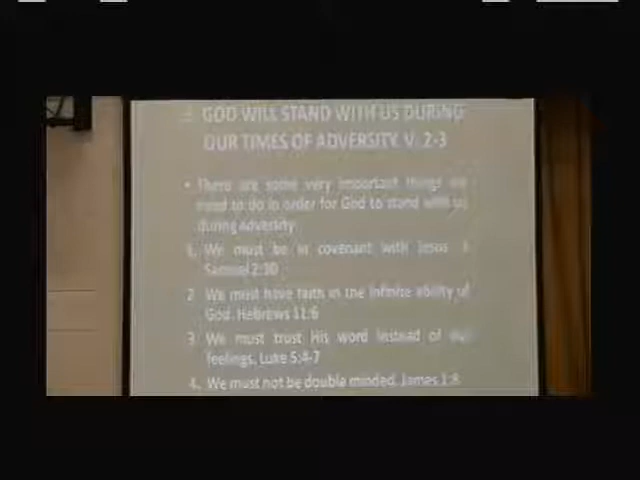 GOD WILL STAND WITH US DURING
OUR TIMES OF ADVERSITY. V. 2-3
• There are some very important things we
need to do in order for God to stand with us
during adversity
1. We must be in covenant with Jesus. 1
Samuel 2:30
2. We must have faith in the infinite ability of
God. Hebrews 11:6
3. We must trust His word instead of our
feelings. Luke 5:4-7
4. We must not be double minded. James 1:8